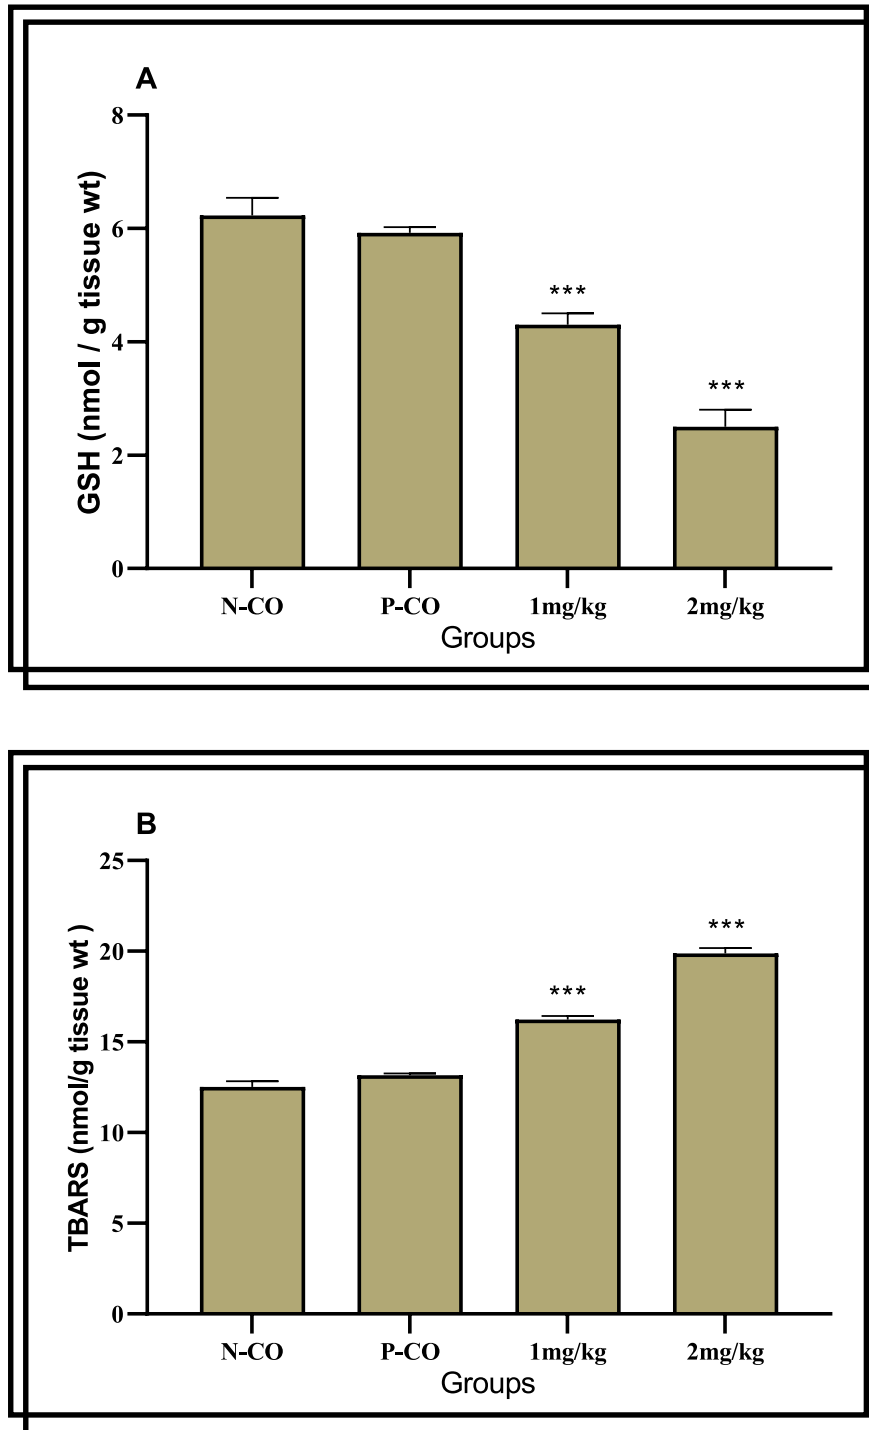 A
8
6
4
2
0
GSH (nmol / g tissue wt)
***
***
N-CO P-CO 1mg/kg 2mg/kg
Groups
B
25
20
15
10
5
0
TBARS (nmol/g tissue wt )
***
***
N-CO P-CO 1mg/kg 2mg/kg
Groups